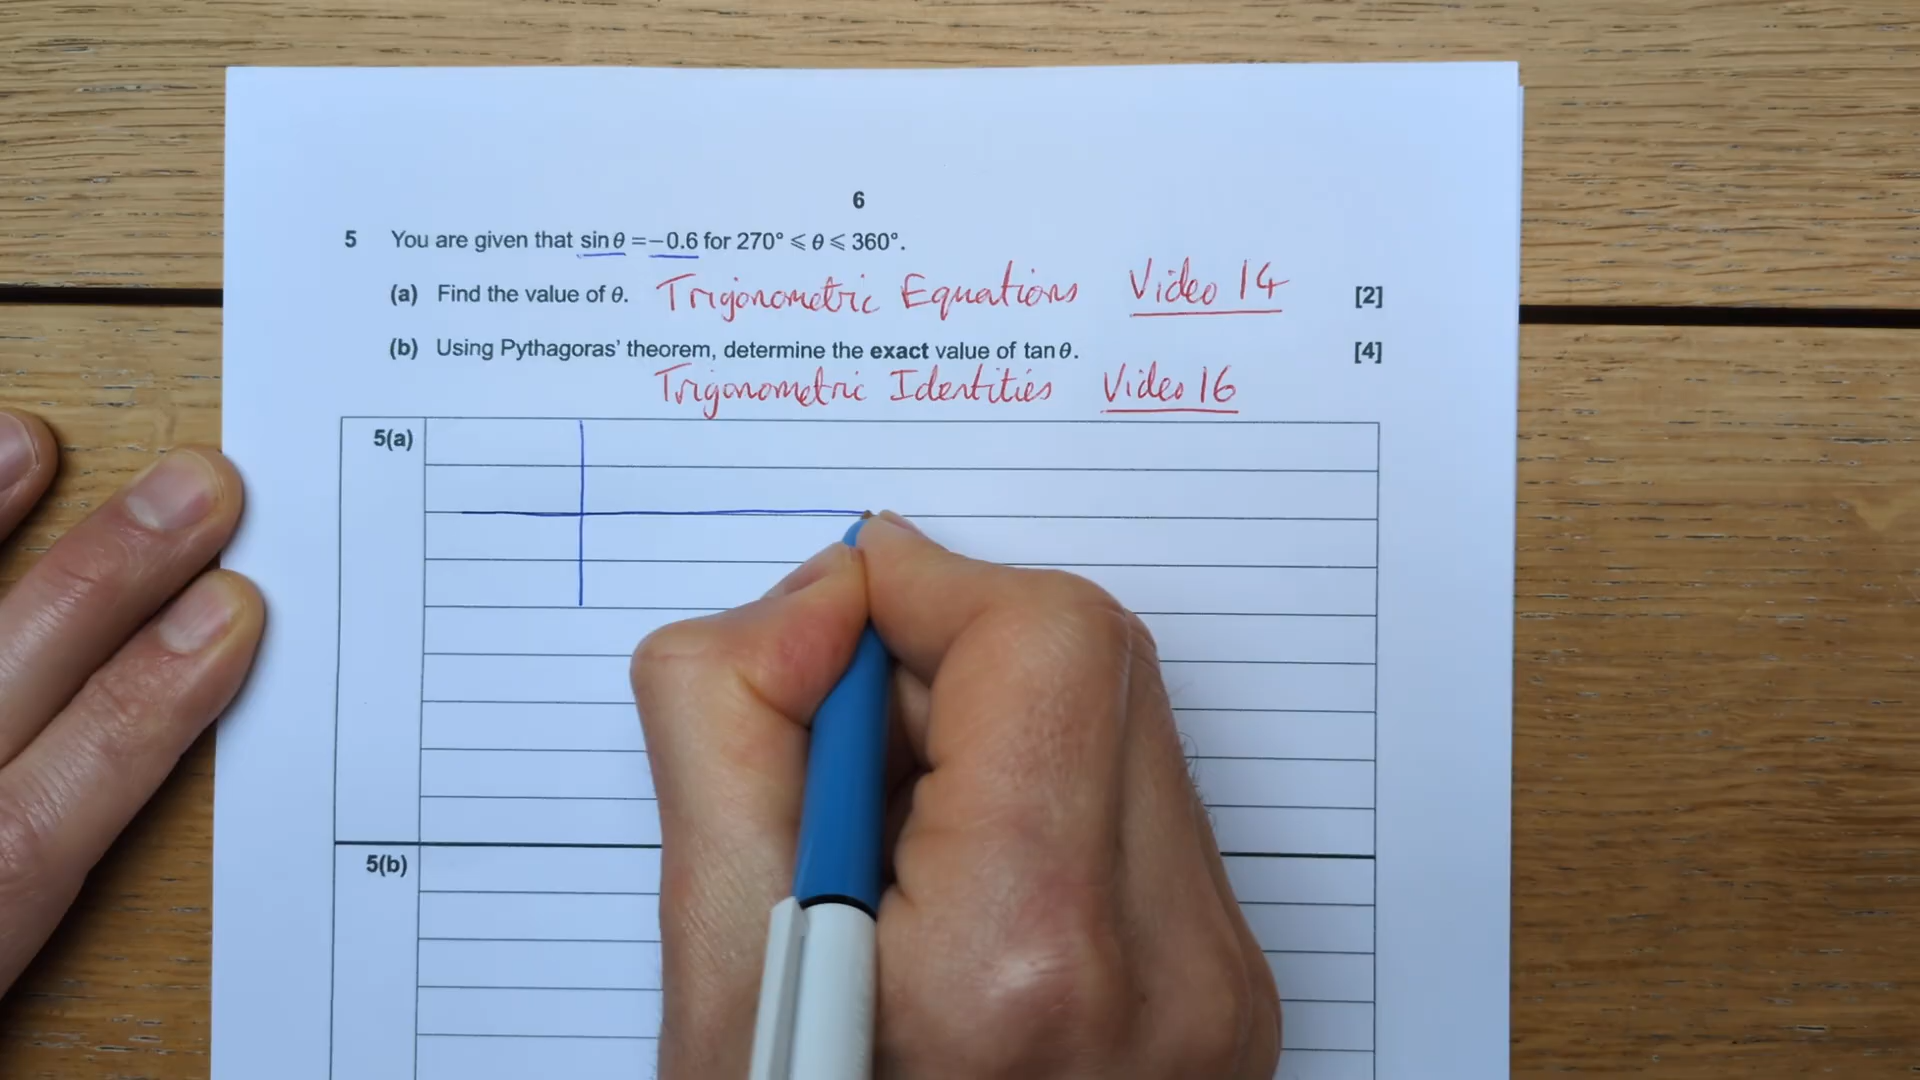 6
5 You are given that sin θ = −0.6 for 270° ⩽ θ ⩽ 360°.
(a) Find the value of θ. Trigonometric Equations Video 14 [2]
(b) Using Pythagoras' theorem, determine the exact value of tan θ. [4]
Trigonometric Identities Video 16
5(a)
5(b)